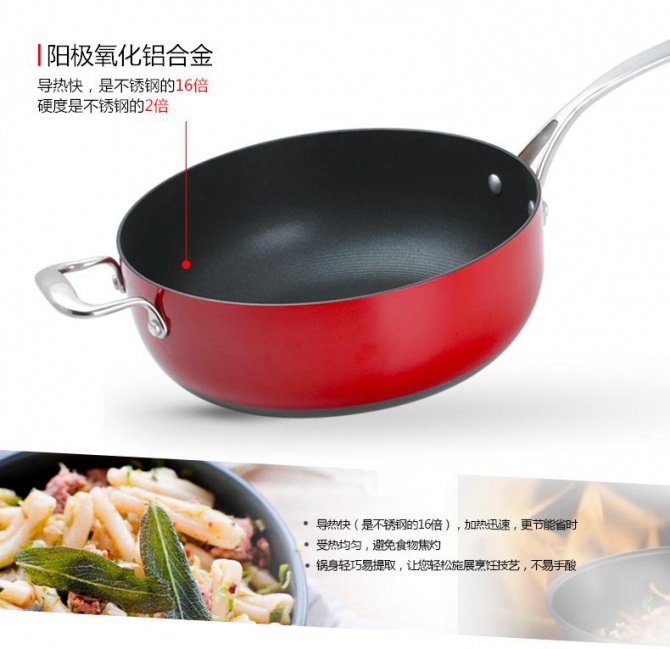 阳极氧化铝合金
导热快，是不锈钢的16倍
硬度是不锈钢的2倍
导热快（是不锈钢的16倍），加热迅速，更节能省时
受热均匀，避免食物焦灼
锅身轻巧易提取，让您轻松施展烹饪技艺，不易手酸